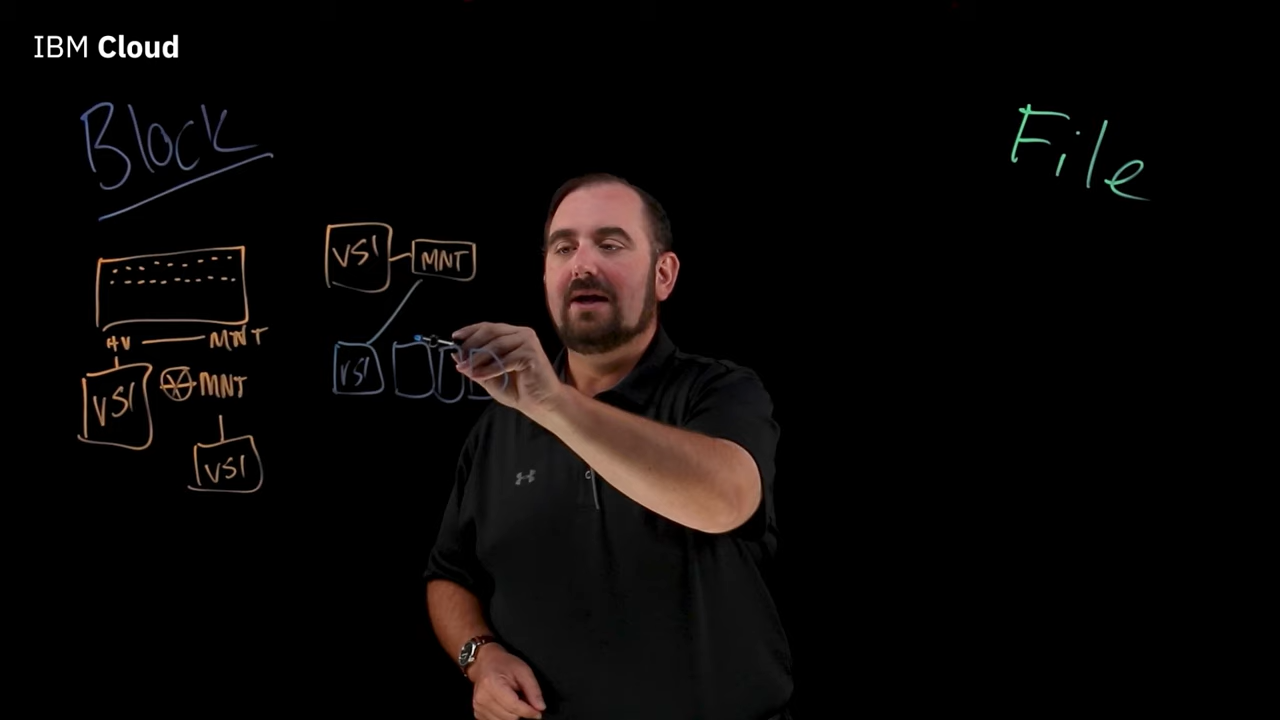 IBM Cloud
Block
File
VSI
MNT
HV MNT
VSI
MNT
VSI
VSI